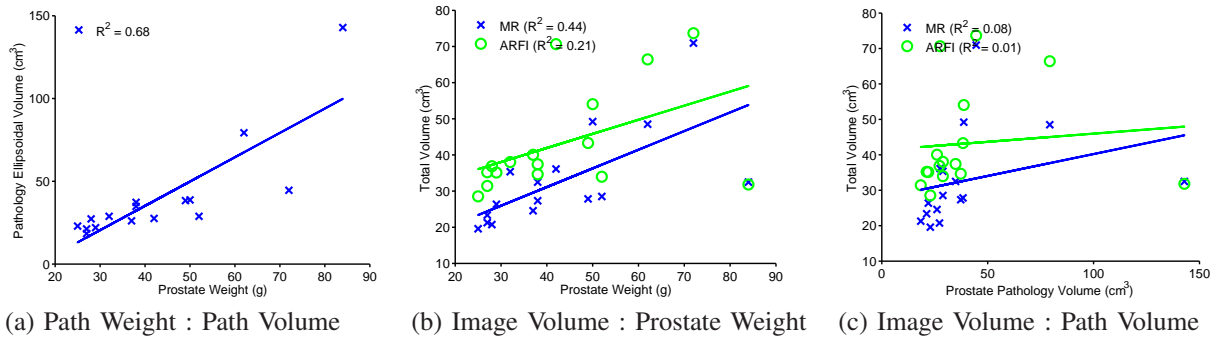 R² = 0.68
Pathology Ellipsoidal Volume (cm³)
150
100
50
0
20 30 40 50 60 70 80 90
Prostate Weight (g)
(a) Path Weight : Path Volume
MR (R² = 0.44)
ARFI (R² = 0.21)
Total Volume (cm³)
80
70
60
50
40
30
20
10
20 30 40 50 60 70 80 90
Prostate Weight (g)
(b) Image Volume : Prostate Weight
MR (R² = 0.08)
ARFI (R² = 0.01)
Total Volume (cm³)
80
70
60
50
40
30
20
10
0 50 100 150
Prostate Pathology Volume (cm³)
(c) Image Volume : Path Volume